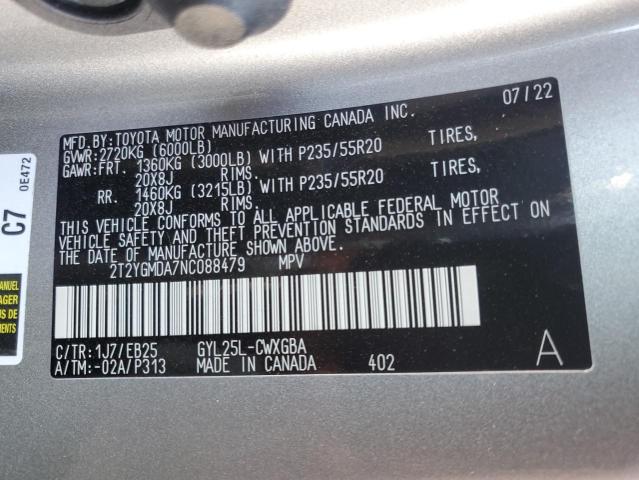 MFD. BY: TOYOTA MOTOR MANUFACTURING CANADA INC. 07/22
GVWR: 2720KG (6000LB)
GAWR: FRT. 1360KG (3000LB) WITH P235/55R20 TIRES,
20X8J RIMS.
RR. 1460KG (3215LB) WITH P235/55R20 TIRES,
20X8J RIMS.
THIS VEHICLE CONFORMS TO ALL APPLICABLE FEDERAL MOTOR
VEHICLE SAFETY AND THEFT PREVENTION STANDARDS IN EFFECT ON
THE DATE OF MANUFACTURE SHOWN ABOVE.
2T2YGMDA7NC088479 MPV
C/TR: 1J7/EB25 GYL25L-CWXGBA
A/TM: -02A/P313 MADE IN CANADA 402 A
C7
0E472